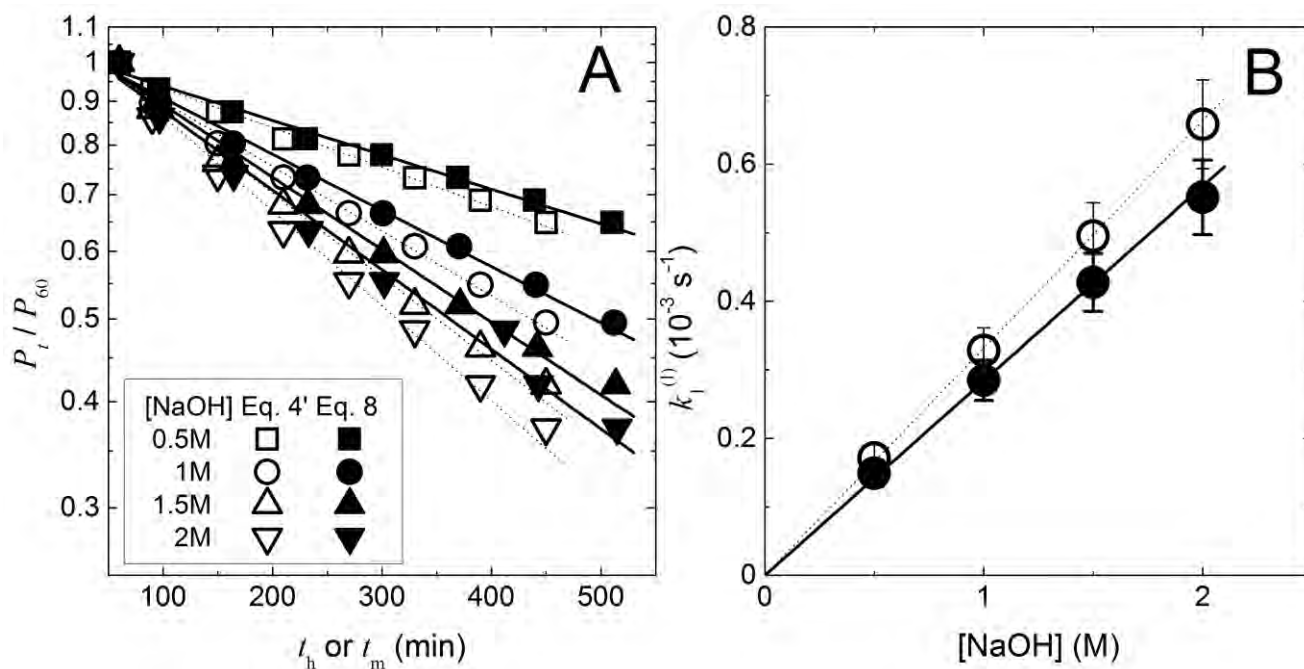 A
1.1
1
0.9
0.8
0.7
0.6
0.5
0.4
0.3
P_t / P_60
[NaOH] Eq. 4' Eq. 8
0.5M
1M
1.5M
2M
100 200 300 400 500
t_h or t_m (min)
B
0.8
0.6
0.4
0.2
0
k_1^(l) (10^-3 s^-1)
0 1 2
[NaOH] (M)